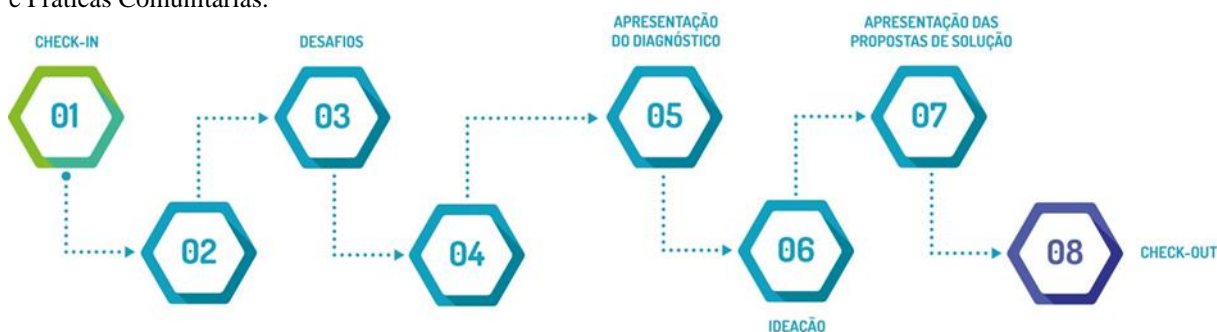 e Práticas Comunitárias.
CHECK-IN
01
02
DESAFIOS
03
04
APRESENTAÇÃO
DO DIAGNÓSTICO
05
06
IDEAÇÃO
APRESENTAÇÃO DAS
PROPOSTAS DE SOLUÇÃO
07
08
CHECK-OUT